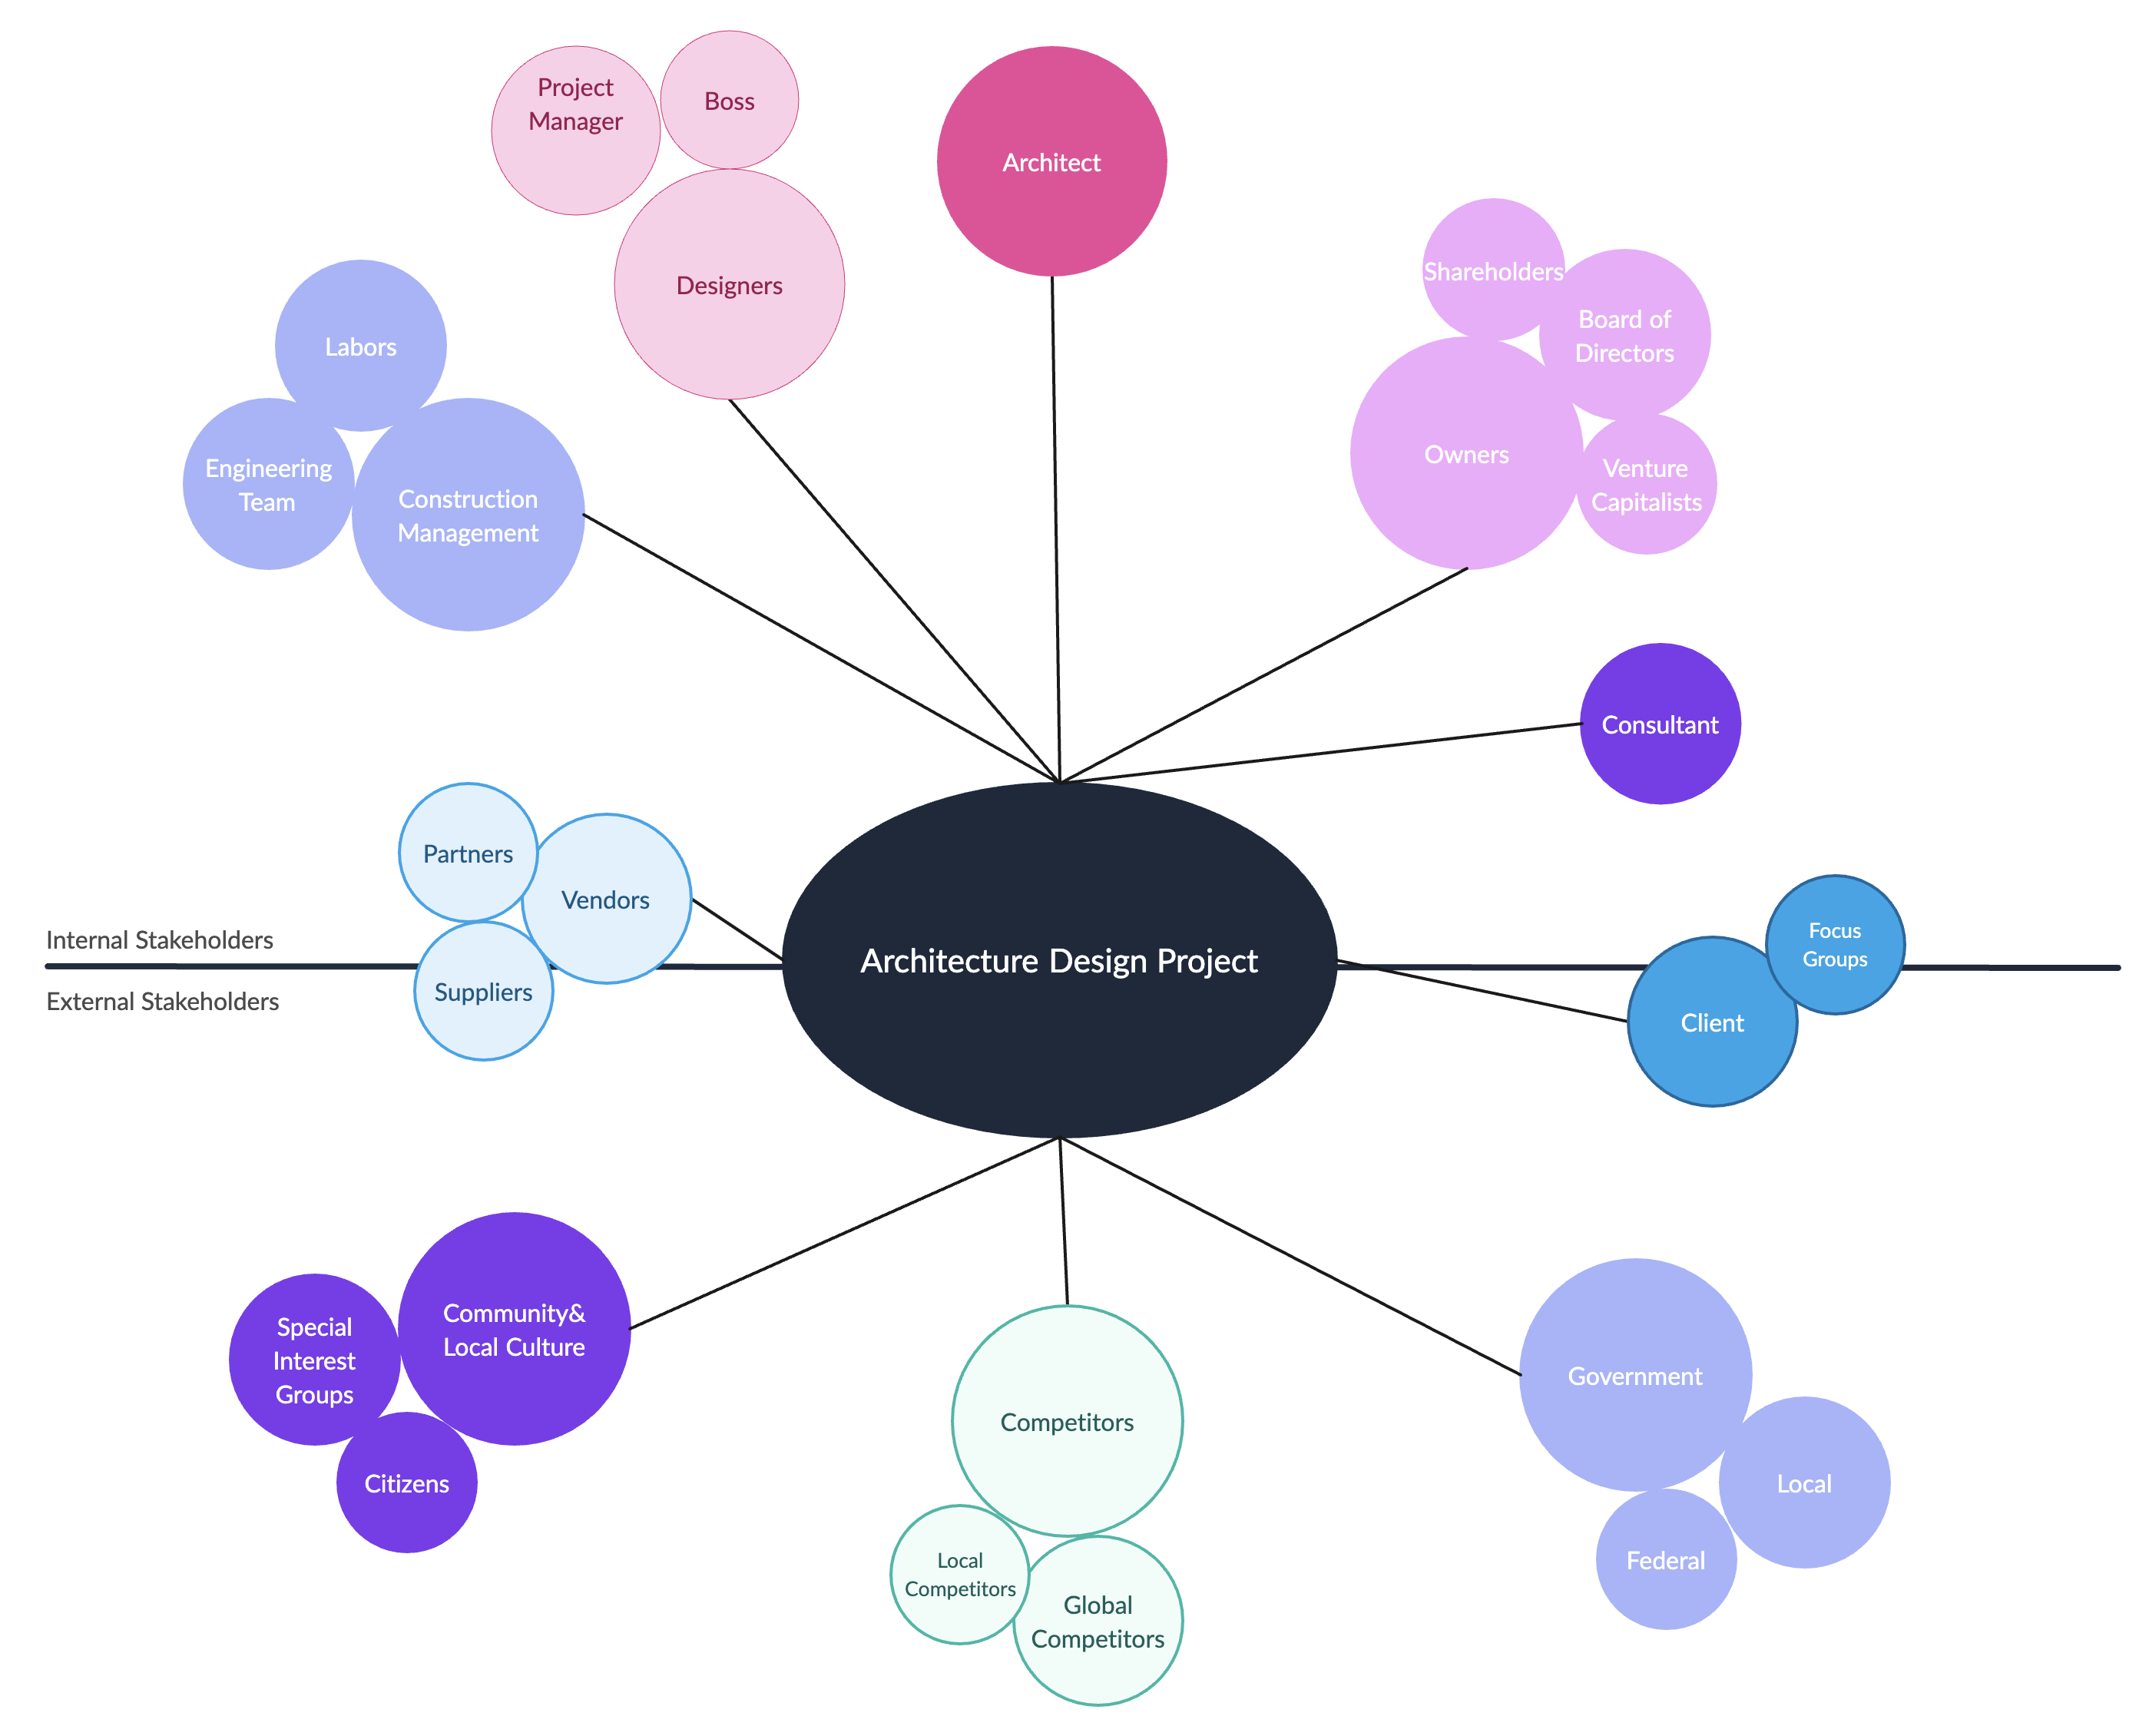 Project
Manager
Boss
Designers
Architect
Shareholders
Board of
Directors
Owners
Venture
Capitalists
Labors
Engineering
Team
Construction
Management
Consultant
Partners
Vendors
Suppliers
Internal Stakeholders
External Stakeholders
Architecture Design Project
Focus
Groups
Client
Community&
Local Culture
Special
Interest
Groups
Citizens
Competitors
Local
Competitors
Global
Competitors
Government
Local
Federal